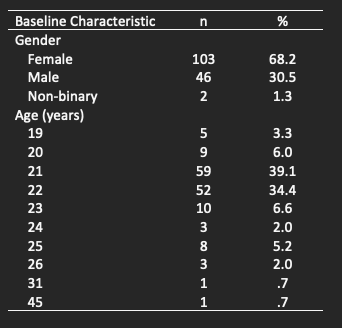 Baseline Characteristic n %
Gender
Female 103 68.2
Male 46 30.5
Non-binary 2 1.3
Age (years)
19 5 3.3
20 9 6.0
21 59 39.1
22 52 34.4
23 10 6.6
24 3 2.0
25 8 5.2
26 3 2.0
31 1 .7
45 1 .7